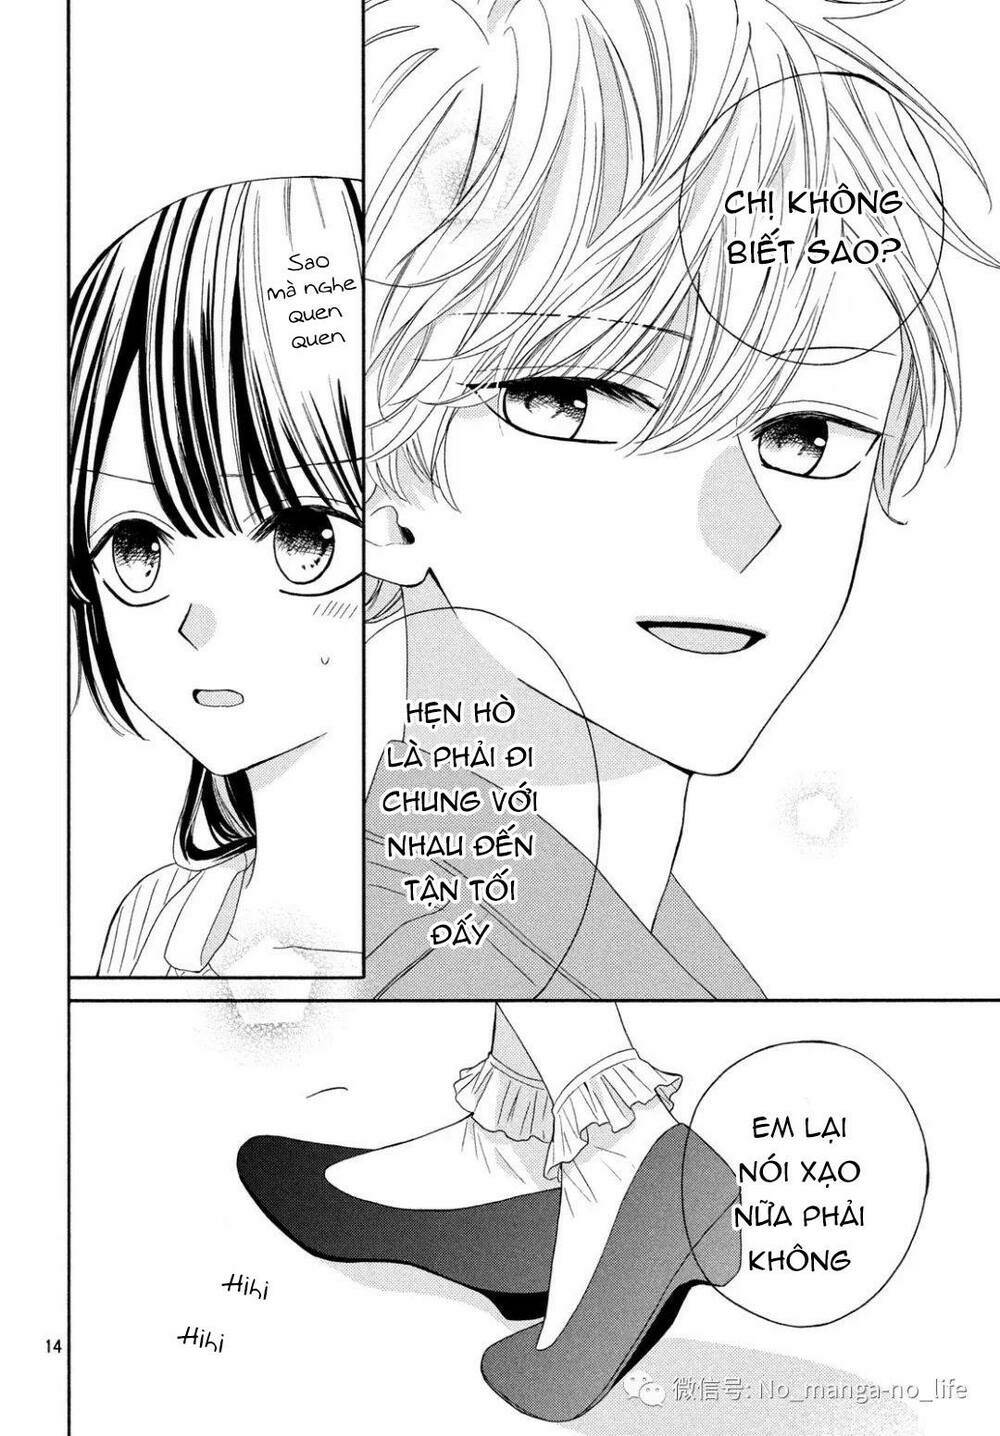 CHỊ KHÔNG
BIẾT SAO?
HẸN HÒ
LÀ PHẢI ĐI
CHUNG VỚI
NHAU ĐẾN
TẬN TỐI
ĐẤY
Sao
mà nghe
quen
quen
EM LẠI
NÓI XẠO
NỮA PHẢI
KHÔNG
Hihi
Hihi
14
微信号: No_manga-no_life